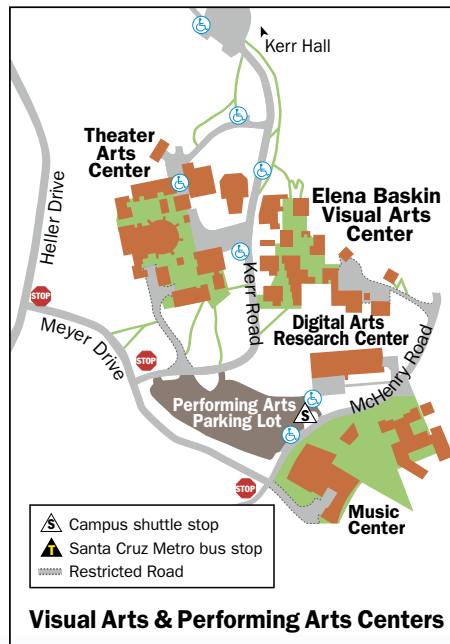 Kerr Hall
Theater
Arts
Center
Elena Baskin
Visual Arts
Center
Heller Drive
Kerr Road
STOP
Meyer Drive
Digital Arts
Research Center
STOP
McHenry Road
Performing Arts
Parking Lot
S
STOP
Music
Center
S Campus shuttle stop
T Santa Cruz Metro bus stop
Restricted Road
Visual Arts & Performing Arts Centers